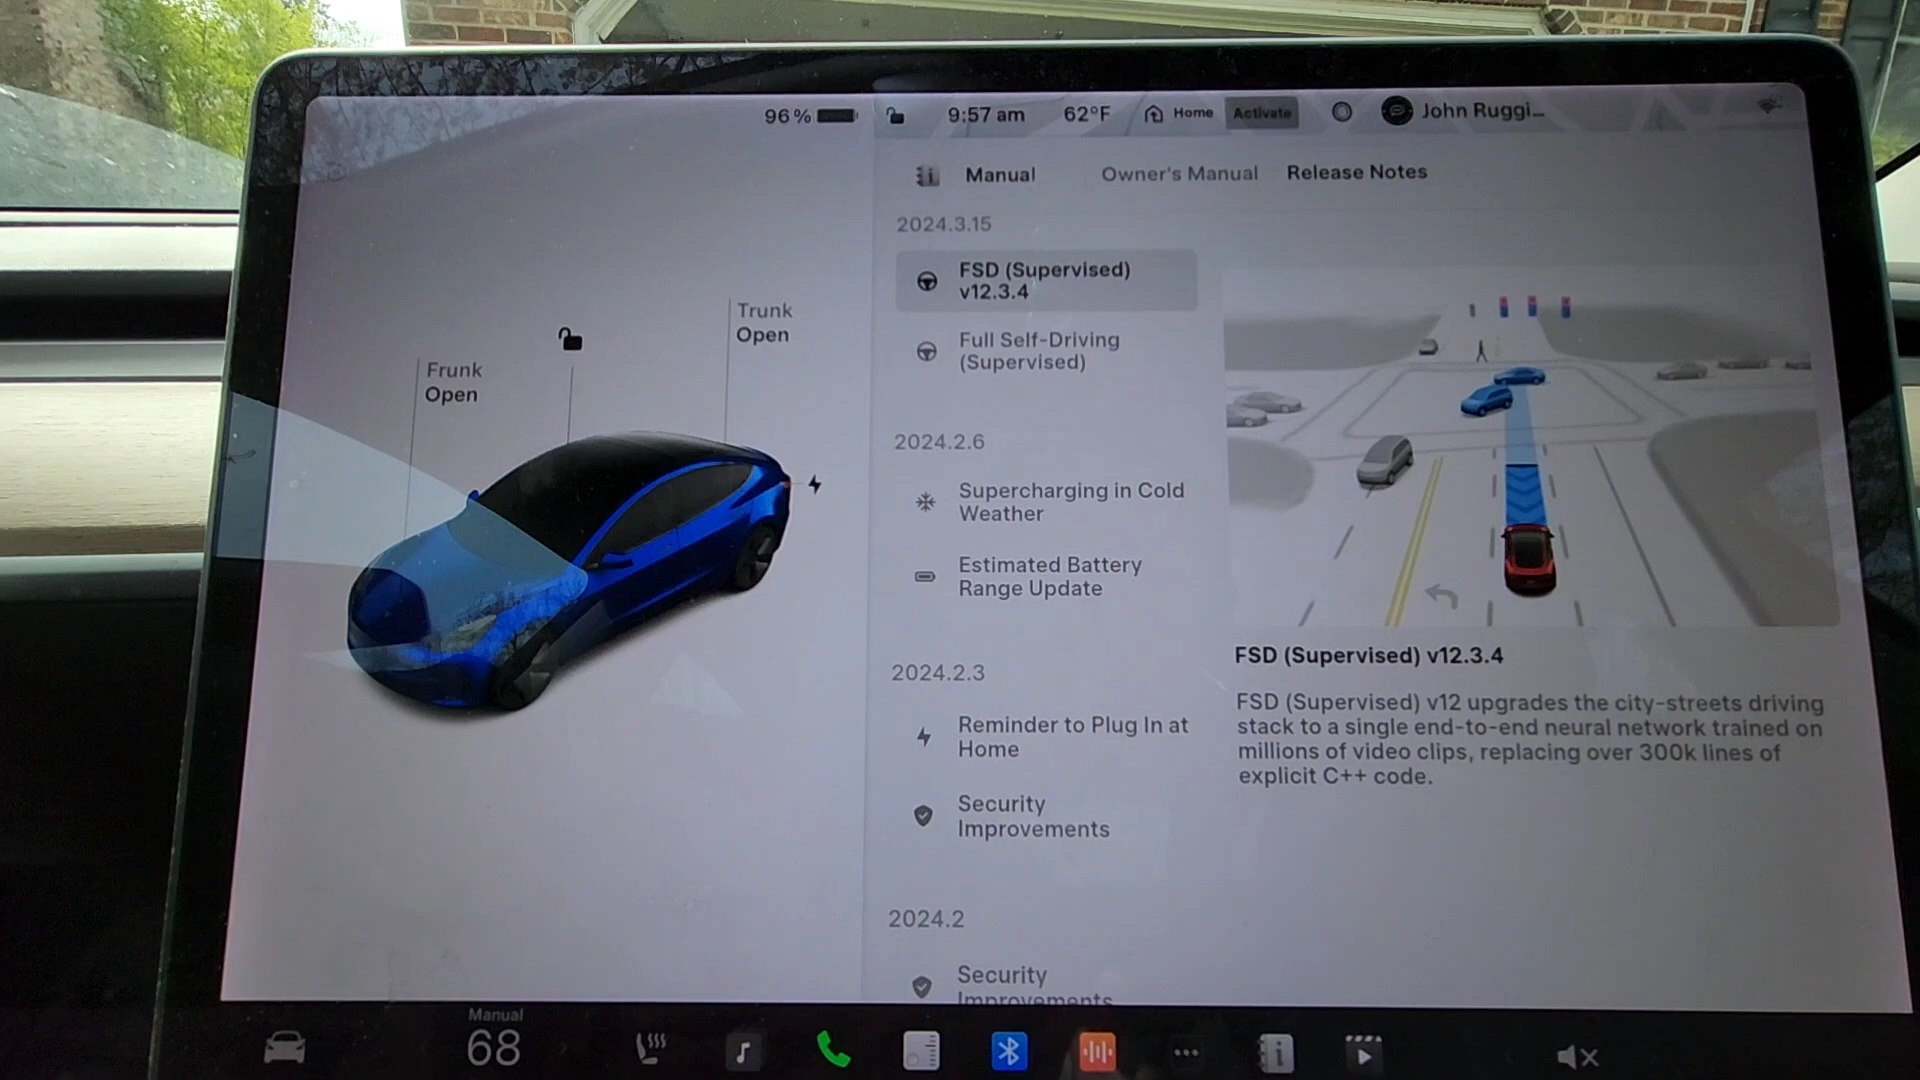 96%
9:57 am
62°F
Home
Activate
John Ruggi...
Manual
Owner's Manual
Release Notes
Frunk
Open
Trunk
Open
2024.3.15
FSD (Supervised)
v12.3.4
Full Self-Driving
(Supervised)
2024.2.6
Supercharging in Cold
Weather
Estimated Battery
Range Update
2024.2.3
Reminder to Plug In at
Home
Security
Improvements
2024.2
Security
Improvements
FSD (Supervised) v12.3.4
FSD (Supervised) v12 upgrades the city-streets driving
stack to a single end-to-end neural network trained on
millions of video clips, replacing over 300k lines of
explicit C++ code.
Manual
68